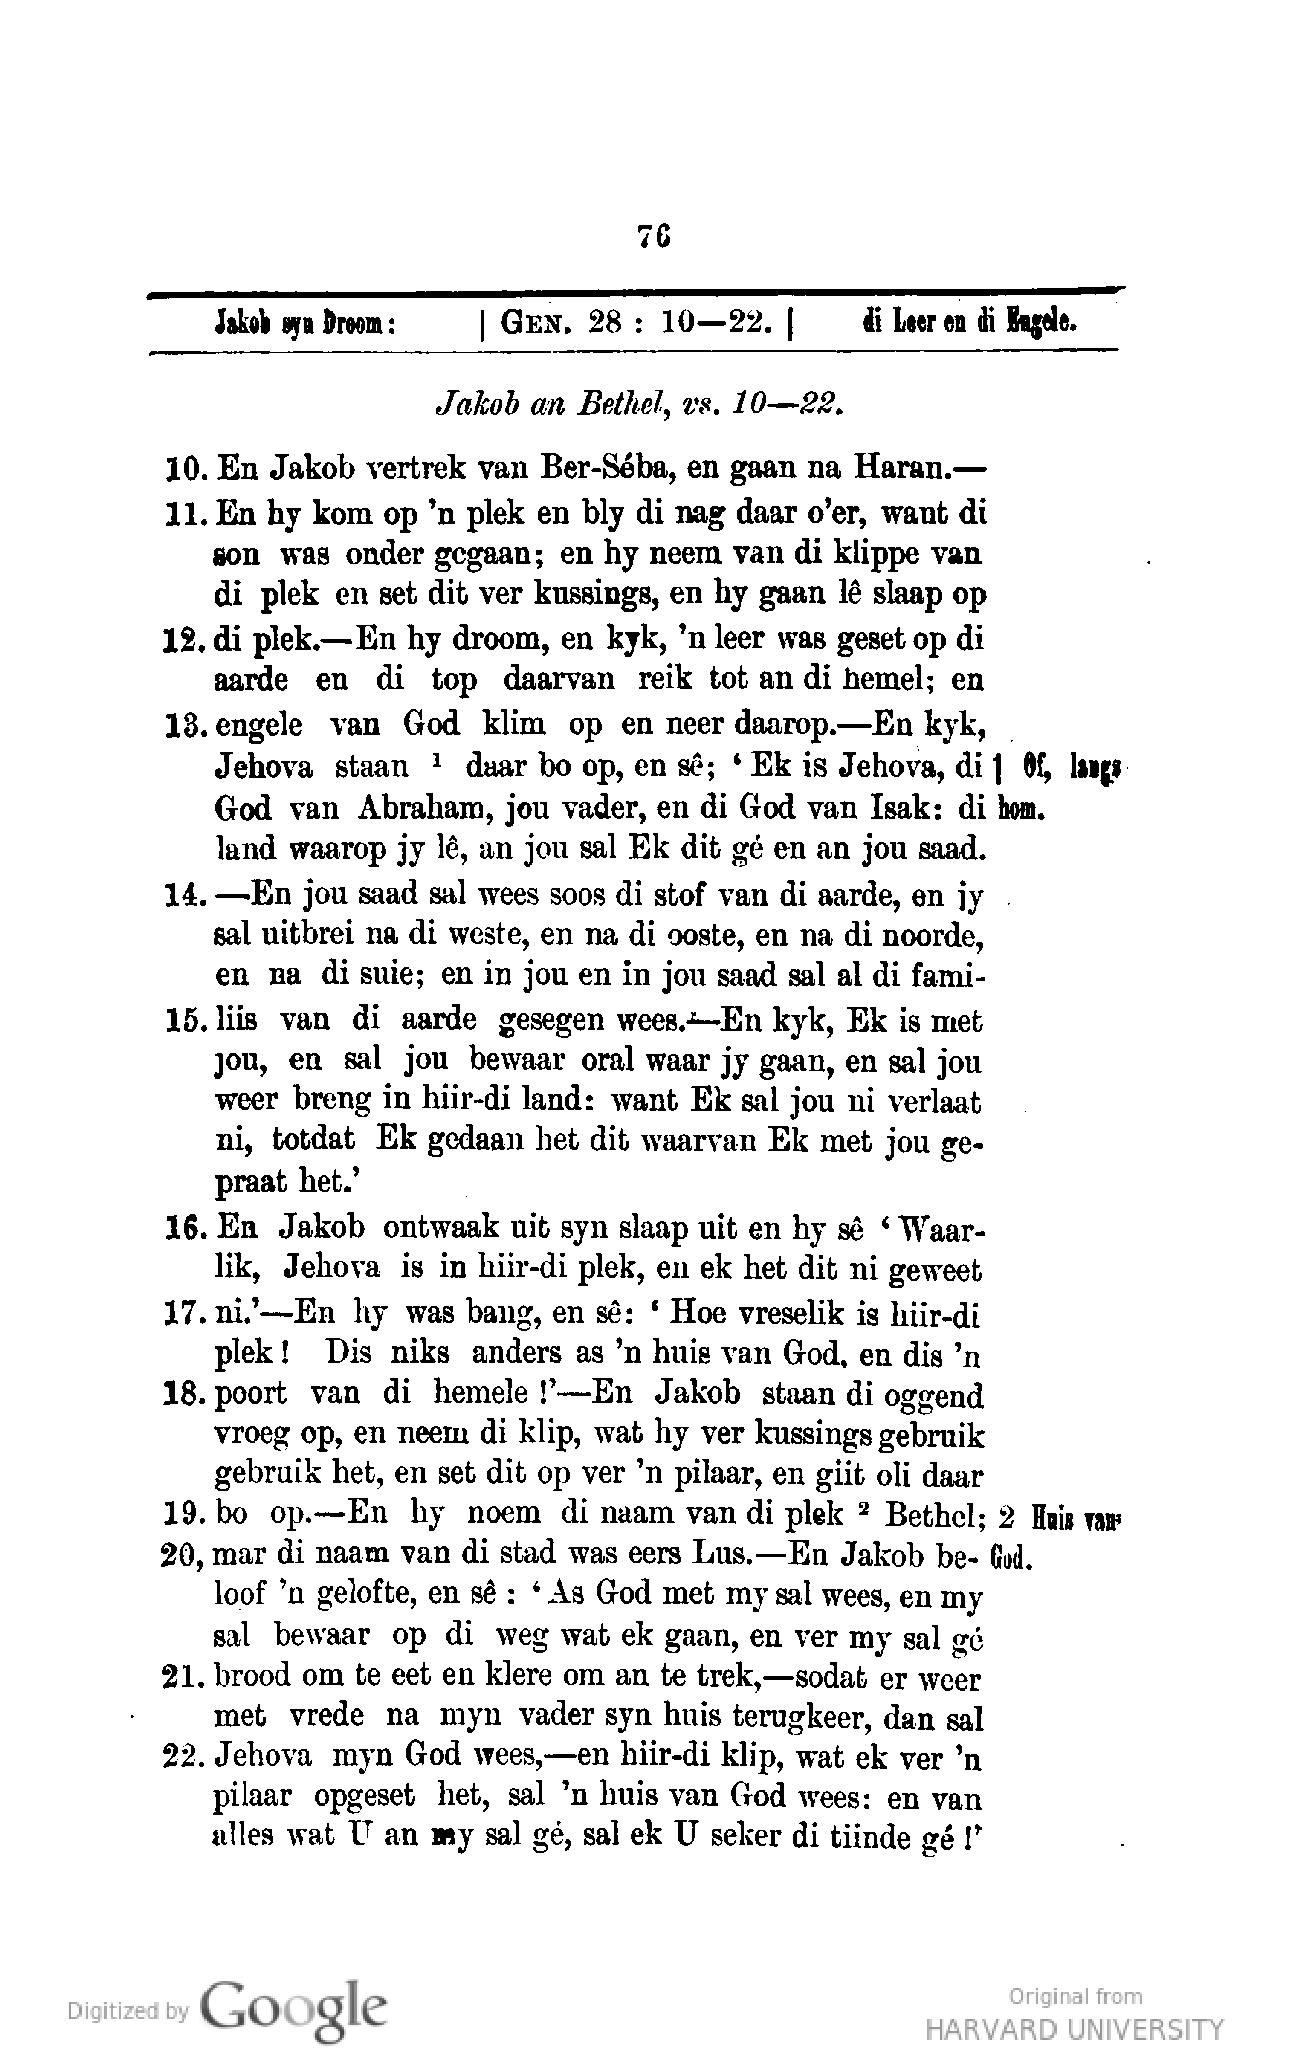 76
Jakob syn Droom: | GEN. 28 : 10—22. | di Leer en di Engele.
Jakob an Bethel, vs. 10—22.
10. En Jakob vertrek van Ber-Séba, en gaan na Haran.—
11. En hy kom op 'n plek en bly di nag daar o'er, want di
son was onder gegaan; en hy neem van di klippe van
di plek en set dit ver kussings, en hy gaan lê slaap op
12. di plek.—En hy droom, en kyk, 'n leer was geset op di
aarde en di top daarvan reik tot an di hemel; en
13. engele van God klim op en neer daarop.—En kyk,
Jehova staan ¹ daar bo op, en sê; ‘ Ek is Jehova, di
1 Of, langs
God van Abraham, jou vader, en di God van Isak: di
hom.
land waarop jy lê, an jou sal Ek dit gé en an jou saad.
14. —En jou saad sal wees soos di stof van di aarde, en jy
sal uitbrei na di weste, en na di ooste, en na di noorde,
en na di suie; en in jou en in jou saad sal al di fami-
15. liis van di aarde gesegen wees.—En kyk, Ek is met
jou, en sal jou bewaar oral waar jy gaan, en sal jou
weer breng in hiir-di land: want Ek sal jou ni verlaat
ni, totdat Ek gedaan het dit waarvan Ek met jou ge-
praat het.’
16. En Jakob ontwaak uit syn slaap uit en hy sê ‘ Waar-
lik, Jehova is in hiir-di plek, en ek het dit ni geweet
17. ni.’—En hy was bang, en sê: ‘ Hoe vreselik is hiir-di
plek ! Dis niks anders as 'n huis van God, en dis 'n
18. poort van di hemele !’—En Jakob staan di oggend
vroeg op, en neem di klip, wat hy ver kussings gebruik
gebruik het, en set dit op ver 'n pilaar, en giit oli daar
19. bo op.—En hy noem di naam van di plek ² Bethel;
2 Huis van
20, mar di naam van di stad was eers Lus.—En Jakob be-
God.
loof 'n gelofte, en sê : ‘ As God met my sal wees, en my
sal bewaar op di weg wat ek gaan, en ver my sal gé
21. brood om te eet en klere om an te trek,—sodat er weer
met vrede na myn vader syn huis terugkeer, dan sal
22. Jehova myn God wees,—en hiir-di klip, wat ek ver 'n
pilaar opgeset het, sal 'n huis van God wees: en van
alles wat U an my sal gé, sal ek U seker di tiinde gé !’
Digitized by Google
Original from
HARVARD UNIVERSITY